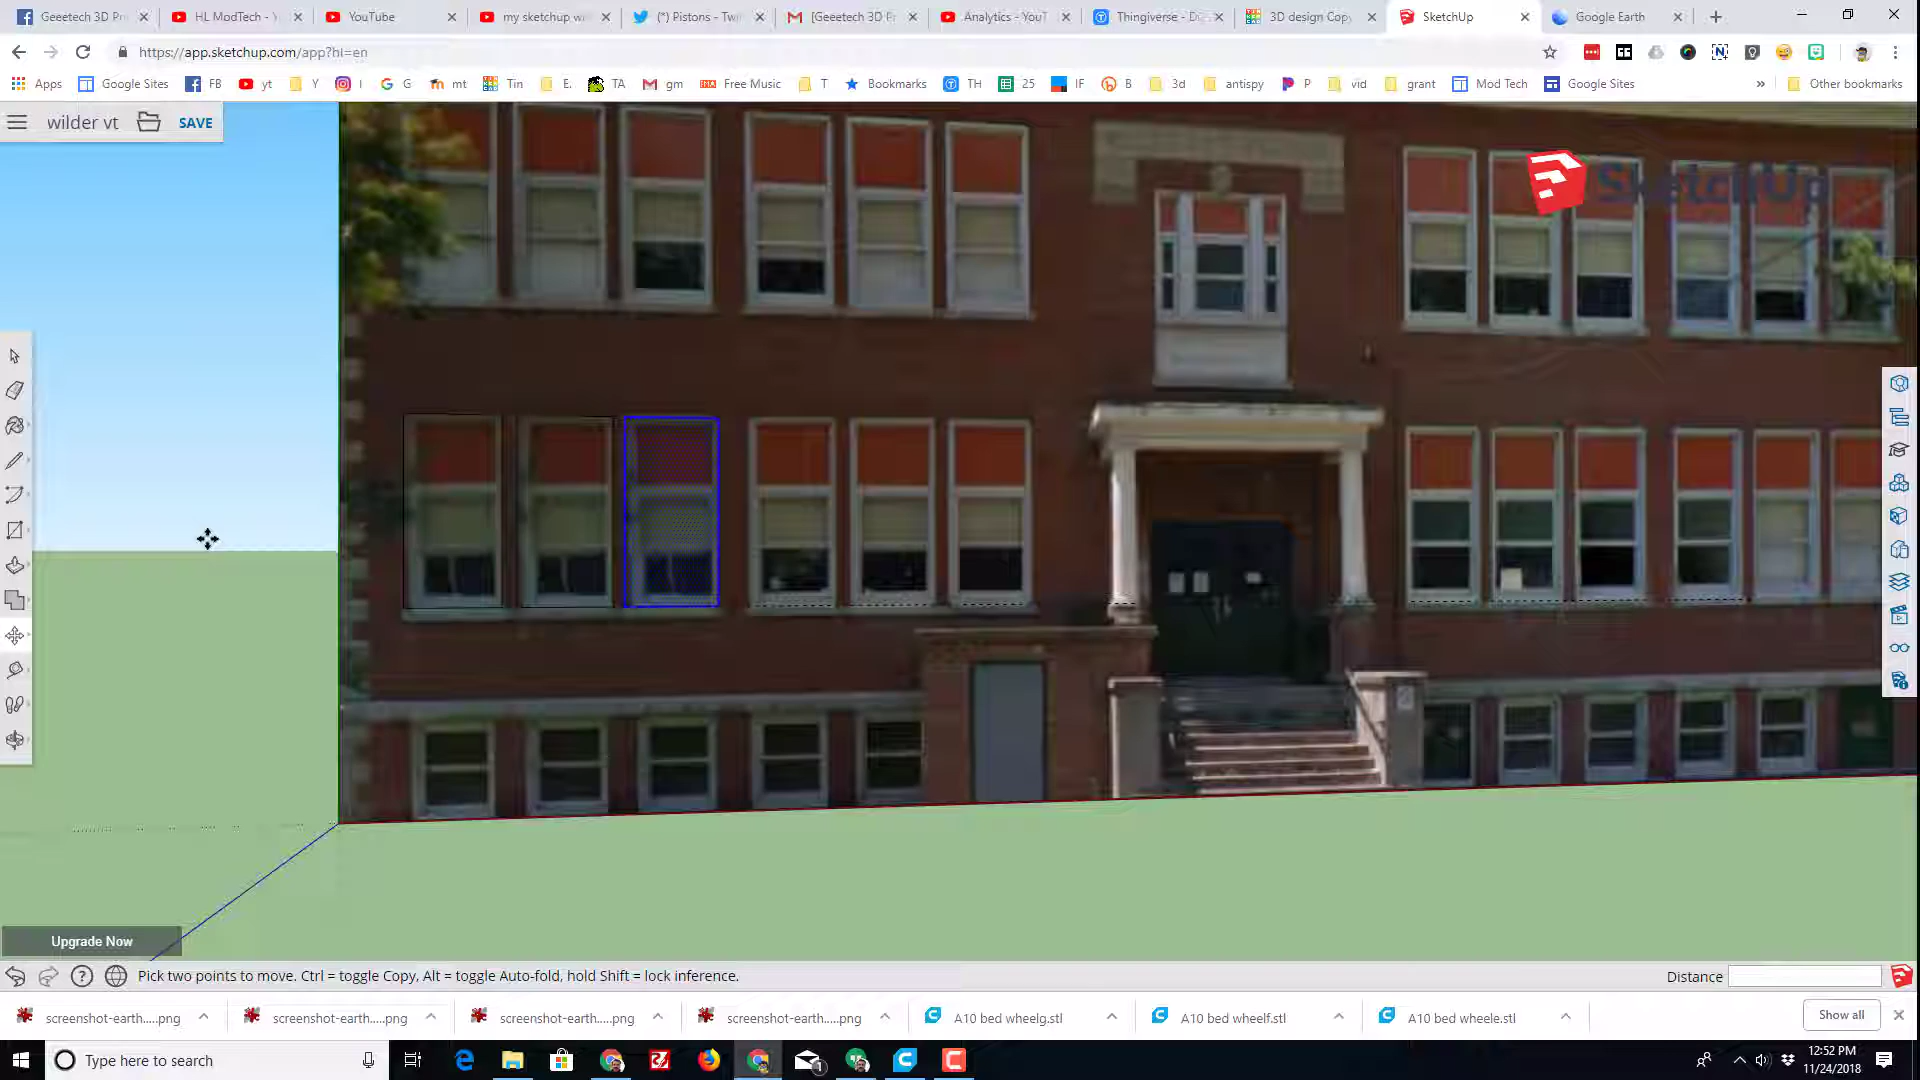 Geeetech 3D Pr
HL ModTech - Y
YouTube
my sketchup wi
(*) Pistons - Twi
[Geeetech 3D P
Analytics - YouT
Thingiverse - Di
3D design Copy
SketchUp
Google Earth
https://app.sketchup.com/app?hl=en
Apps
Google Sites
FB
yt
Y
I
G
mt
Tin
E.
TA
gm
Free Music
T
Bookmarks
TH
25
IF
B
3d
antispy
P
vid
grant
Mod Tech
Google Sites
»
Other bookmarks
wilder vt
SAVE
SketchUp
Upgrade Now
Pick two points to move. Ctrl = toggle Copy, Alt = toggle Auto-fold, hold Shift = lock inference.
Distance
screenshot-earth.....png
screenshot-earth.....png
screenshot-earth.....png
screenshot-earth.....png
A10 bed wheelg.stl
A10 bed wheelf.stl
A10 bed wheele.stl
Show all
Type here to search
1
12:52 PM
11/24/2018